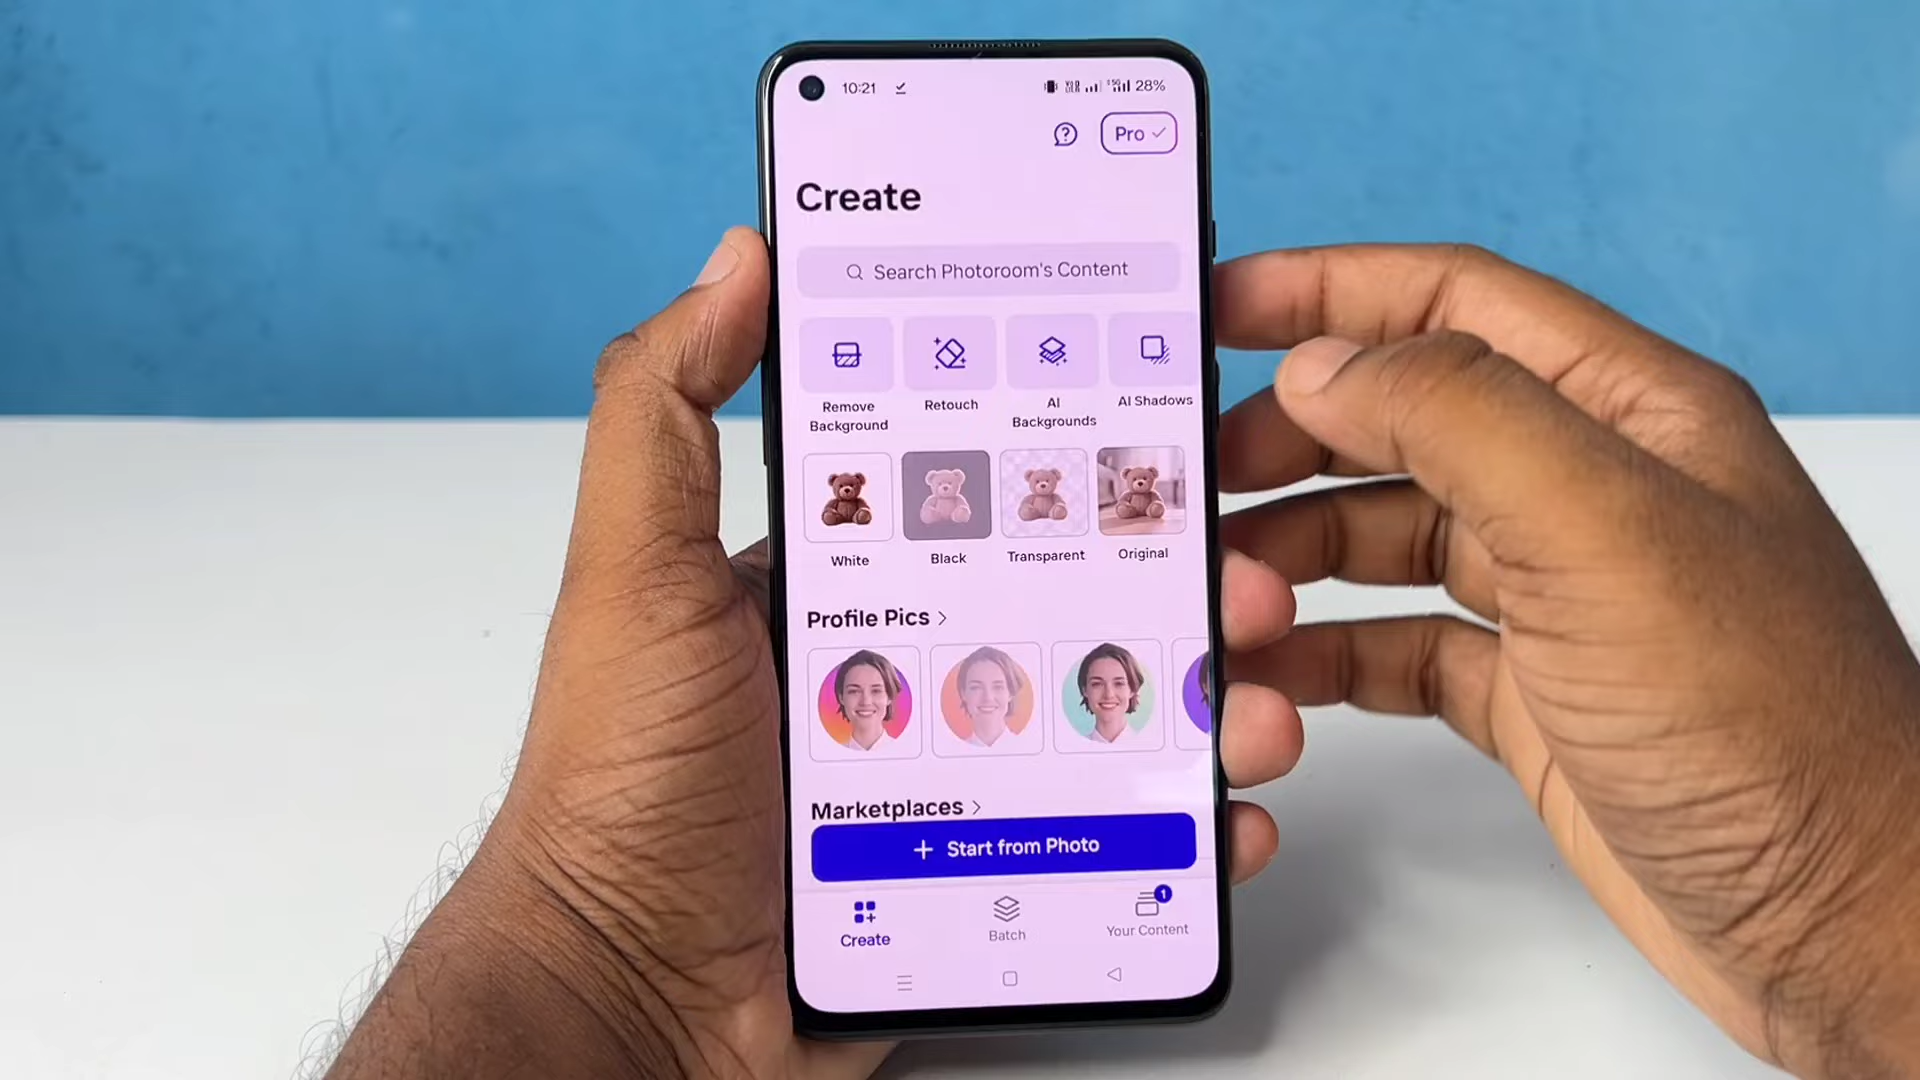 10:21
28%
Pro
Create
Search Photoroom's Content
Remove Background
Retouch
AI Backgrounds
AI Shadows
White
Black
Transparent
Original
Profile Pics
Marketplaces
Start from Photo
Create
Batch
1
Your Content